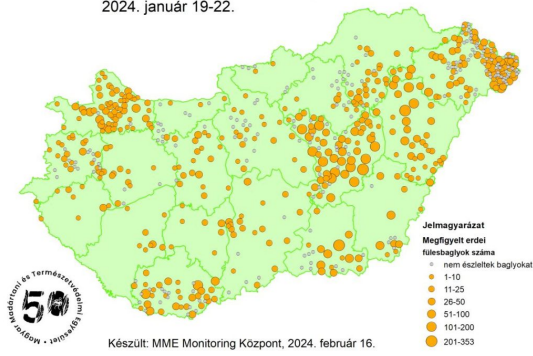 2024. január 19-22.
Jelmagyarázat
Megfigyelt erdei
fülesbaglyok száma
nem észleltek baglyokat
1-10
11-25
26-50
51-100
101-200
201-353
Magyar Madártani és Természetvédelmi Egyesület
50
Készült: MME Monitoring Központ, 2024. február 16.